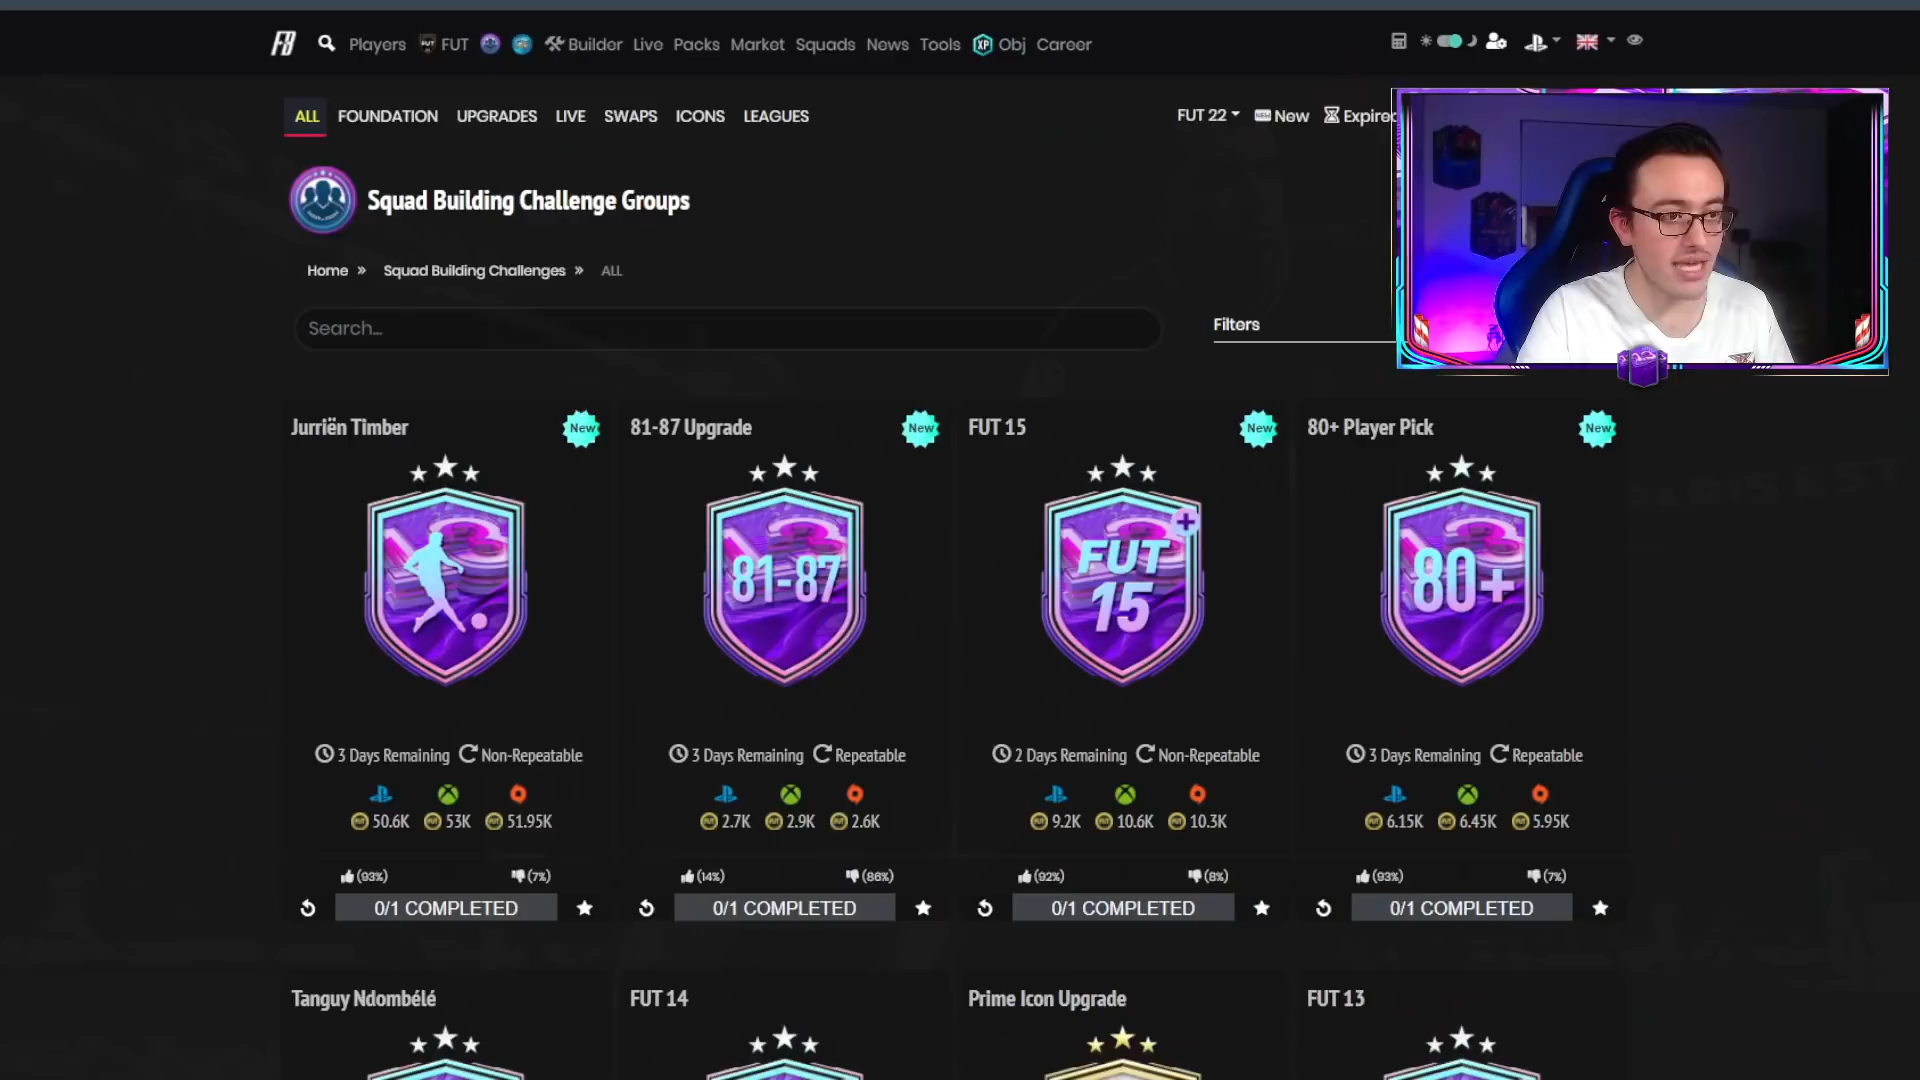 Players FUT Builder Live Packs Market Squads News Tools XP Obj Career
ALL FOUNDATION UPGRADES LIVE SWAPS ICONS LEAGUES
FUT 22 New Expired
Squad Building Challenge Groups
Home » Squad Building Challenges » ALL
Search...
Filters
Jurriën Timber New
81-87 Upgrade New
FUT 15 New
80+ Player Pick New
81-87
FUT
15
80+
3 Days Remaining Non-Repeatable
3 Days Remaining Repeatable
2 Days Remaining Non-Repeatable
3 Days Remaining Repeatable
50.6K 53K 51.95K
2.7K 2.9K 2.6K
9.2K 10.6K 10.3K
6.15K 6.45K 5.95K
(93%) (7%)
(14%) (86%)
(92%) (8%)
(93%) (7%)
0/1 COMPLETED
0/1 COMPLETED
0/1 COMPLETED
0/1 COMPLETED
Tanguy Ndombélé
FUT 14
Prime Icon Upgrade
FUT 13